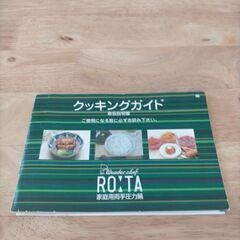 クッキングガイド
取扱説明書
ご使用になる前に必ずお読み下さい。
Wonder chef
ROITA
家庭用両手圧力鍋